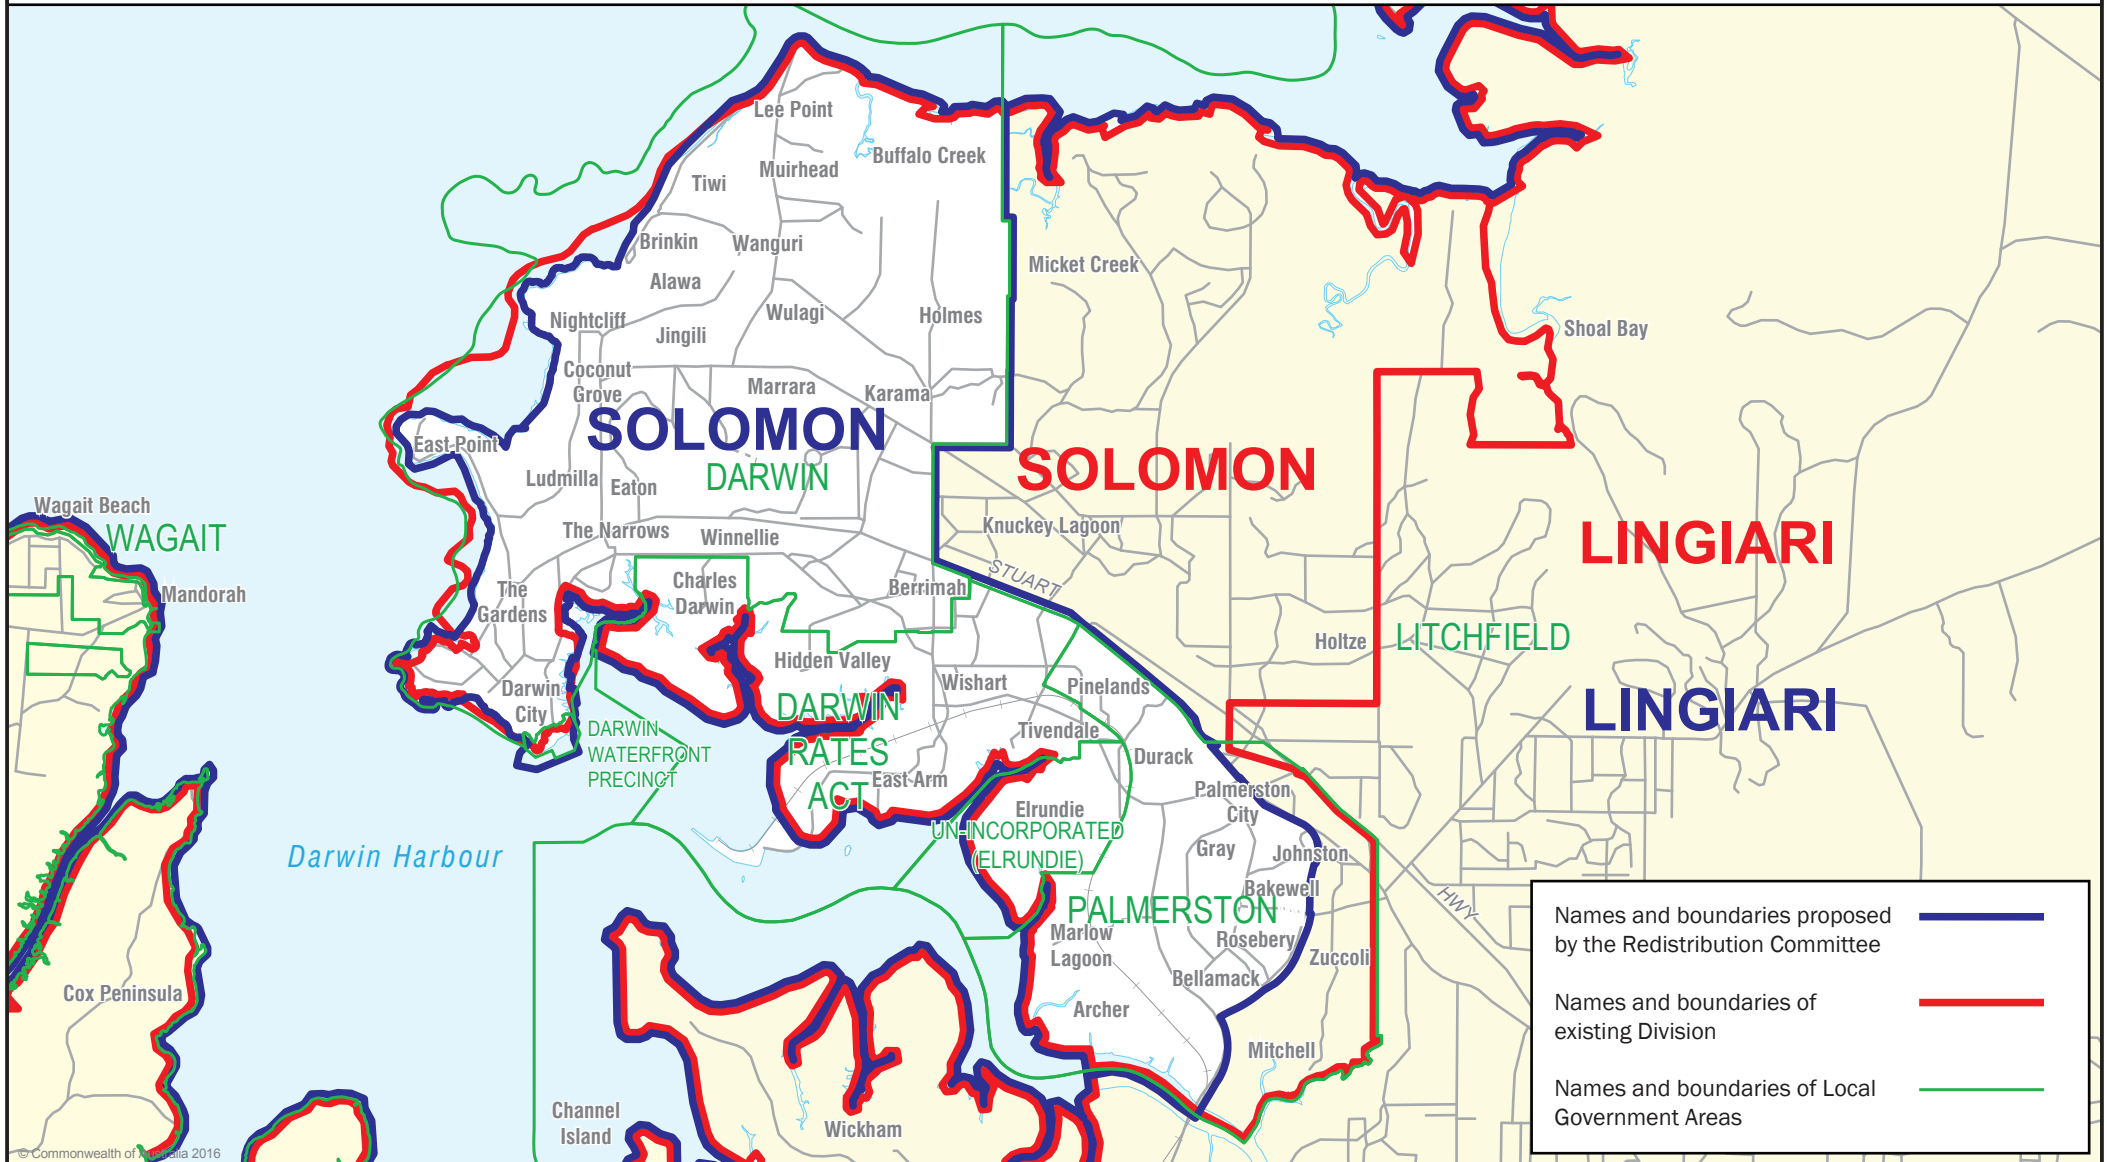 Lee Point
Buffalo Creek
Muirhead
Tiwi
Brinkin
Wanguri
Micket Creek
Alawa
Wulagi
Holmes
Nightcliff
Jingili
Shoal Bay
Coconut
Grove
Marrara
Karama
SOLOMON
East Point
SOLOMON
DARWIN
Ludmilla
Eaton
Wagait Beach
WAGAIT
The Narrows
Winnellie
Knuckey Lagoon
LINGIARI
STUART
Mandorah
The
Gardens
Charles
Darwin
Berrimah
Holtze
LITCHFIELD
Hidden Valley
Wishart
Pinelands
Darwin
City
DARWIN
RATES
ACT
LINGIARI
DARWIN
WATERFRONT
PRECINCT
Tivendale
Durack
East Arm
Palmerston
City
Elrundie
UN-INCORPORATED
(ELRUNDIE)
Darwin Harbour
Gray
Johnston
Bakewell
HWY
PALMERSTON
Marlow
Lagoon
Rosebery
Zuccoli
Bellamack
Cox Peninsula
Archer
Mitchell
Channel
Island
Wickham
Names and boundaries proposed
by the Redistribution Committee
Names and boundaries of
existing Division
Names and boundaries of Local
Government Areas
© Commonwealth of Australia 2016